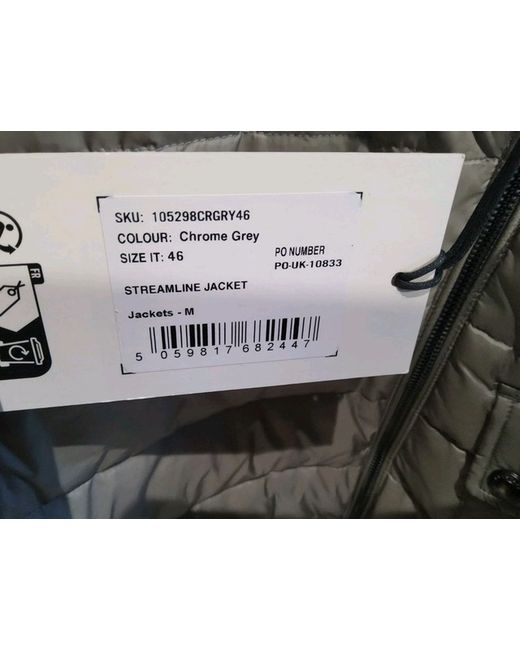 SKU: 105298CRGRY46
COLOUR: Chrome Grey
SIZE IT: 46
PO NUMBER
PO-UK-10833
STREAMLINE JACKET
Jackets - M
5 059817 682447
FR